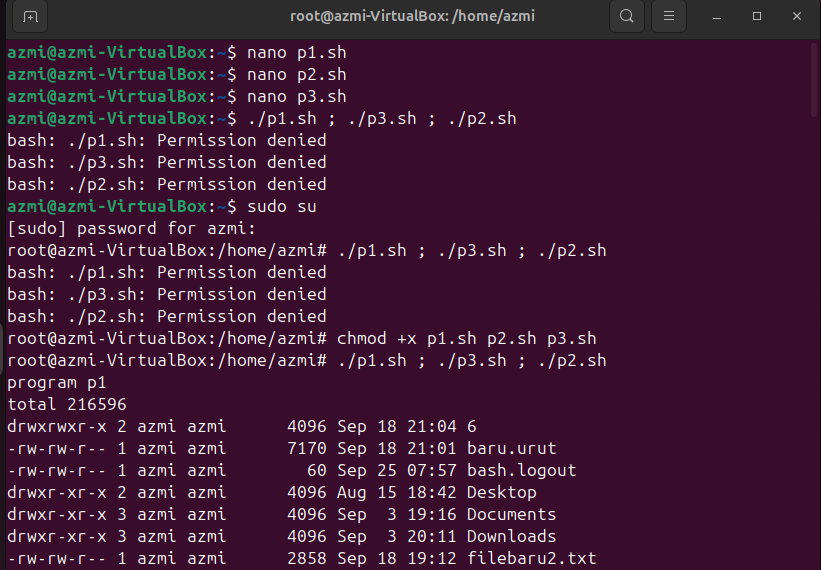 root@azmi-VirtualBox: /home/azmi
azmi@azmi-VirtualBox:~$ nano p1.sh
azmi@azmi-VirtualBox:~$ nano p2.sh
azmi@azmi-VirtualBox:~$ nano p3.sh
azmi@azmi-VirtualBox:~$ ./p1.sh ; ./p3.sh ; ./p2.sh
bash: ./p1.sh: Permission denied
bash: ./p3.sh: Permission denied
bash: ./p2.sh: Permission denied
azmi@azmi-VirtualBox:~$ sudo su
[sudo] password for azmi:
root@azmi-VirtualBox:/home/azmi# ./p1.sh ; ./p3.sh ; ./p2.sh
bash: ./p1.sh: Permission denied
bash: ./p3.sh: Permission denied
bash: ./p2.sh: Permission denied
root@azmi-VirtualBox:/home/azmi# chmod +x p1.sh p2.sh p3.sh
root@azmi-VirtualBox:/home/azmi# ./p1.sh ; ./p3.sh ; ./p2.sh
program p1
total 216596
drwxrwxr-x 2 azmi azmi      4096 Sep 18 21:04 6
-rw-rw-r-- 1 azmi azmi      7170 Sep 18 21:01 baru.urut
-rw-rw-r-- 1 azmi azmi        60 Sep 25 07:57 bash.logout
drwxr-xr-x 2 azmi azmi      4096 Aug 15 18:42 Desktop
drwxr-xr-x 3 azmi azmi      4096 Sep  3 19:16 Documents
drwxr-xr-x 3 azmi azmi      4096 Sep  3 20:11 Downloads
-rw-rw-r-- 1 azmi azmi      2858 Sep 18 19:12 filebaru2.txt